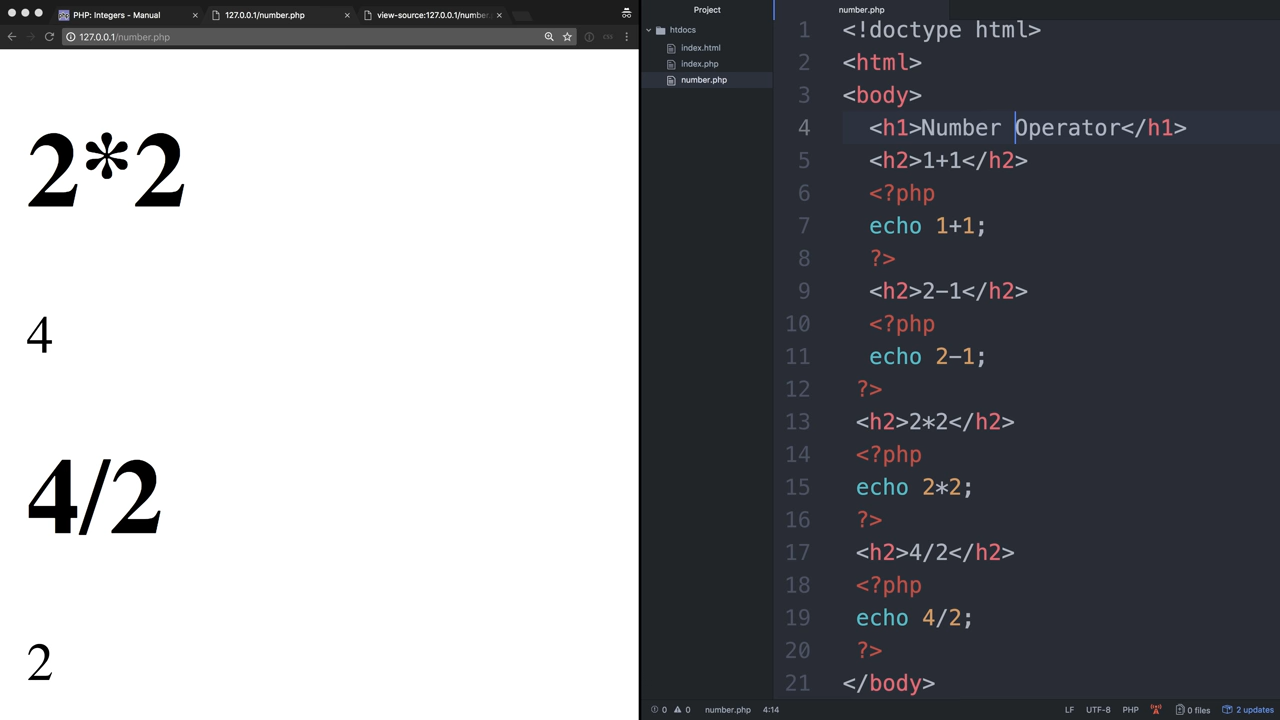 PHP: Integers - Manual
127.0.0.1/number.php
view-source:127.0.0.1/number
127.0.0.1/number.php
2*2
4
4/2
2
Project
htdocs
index.html
index.php
number.php
number.php
1 <!doctype html>
2 <html>
3 <body>
4 <h1>Number Operator</h1>
5 <h2>1+1</h2>
6 <?php
7 echo 1+1;
8 ?>
9 <h2>2-1</h2>
10 <?php
11 echo 2-1;
12 ?>
13 <h2>2*2</h2>
14 <?php
15 echo 2*2;
16 ?>
17 <h2>4/2</h2>
18 <?php
19 echo 4/2;
20 ?>
21 </body>
0 0 number.php 4:14
LF UTF-8 PHP 0 files 2 updates